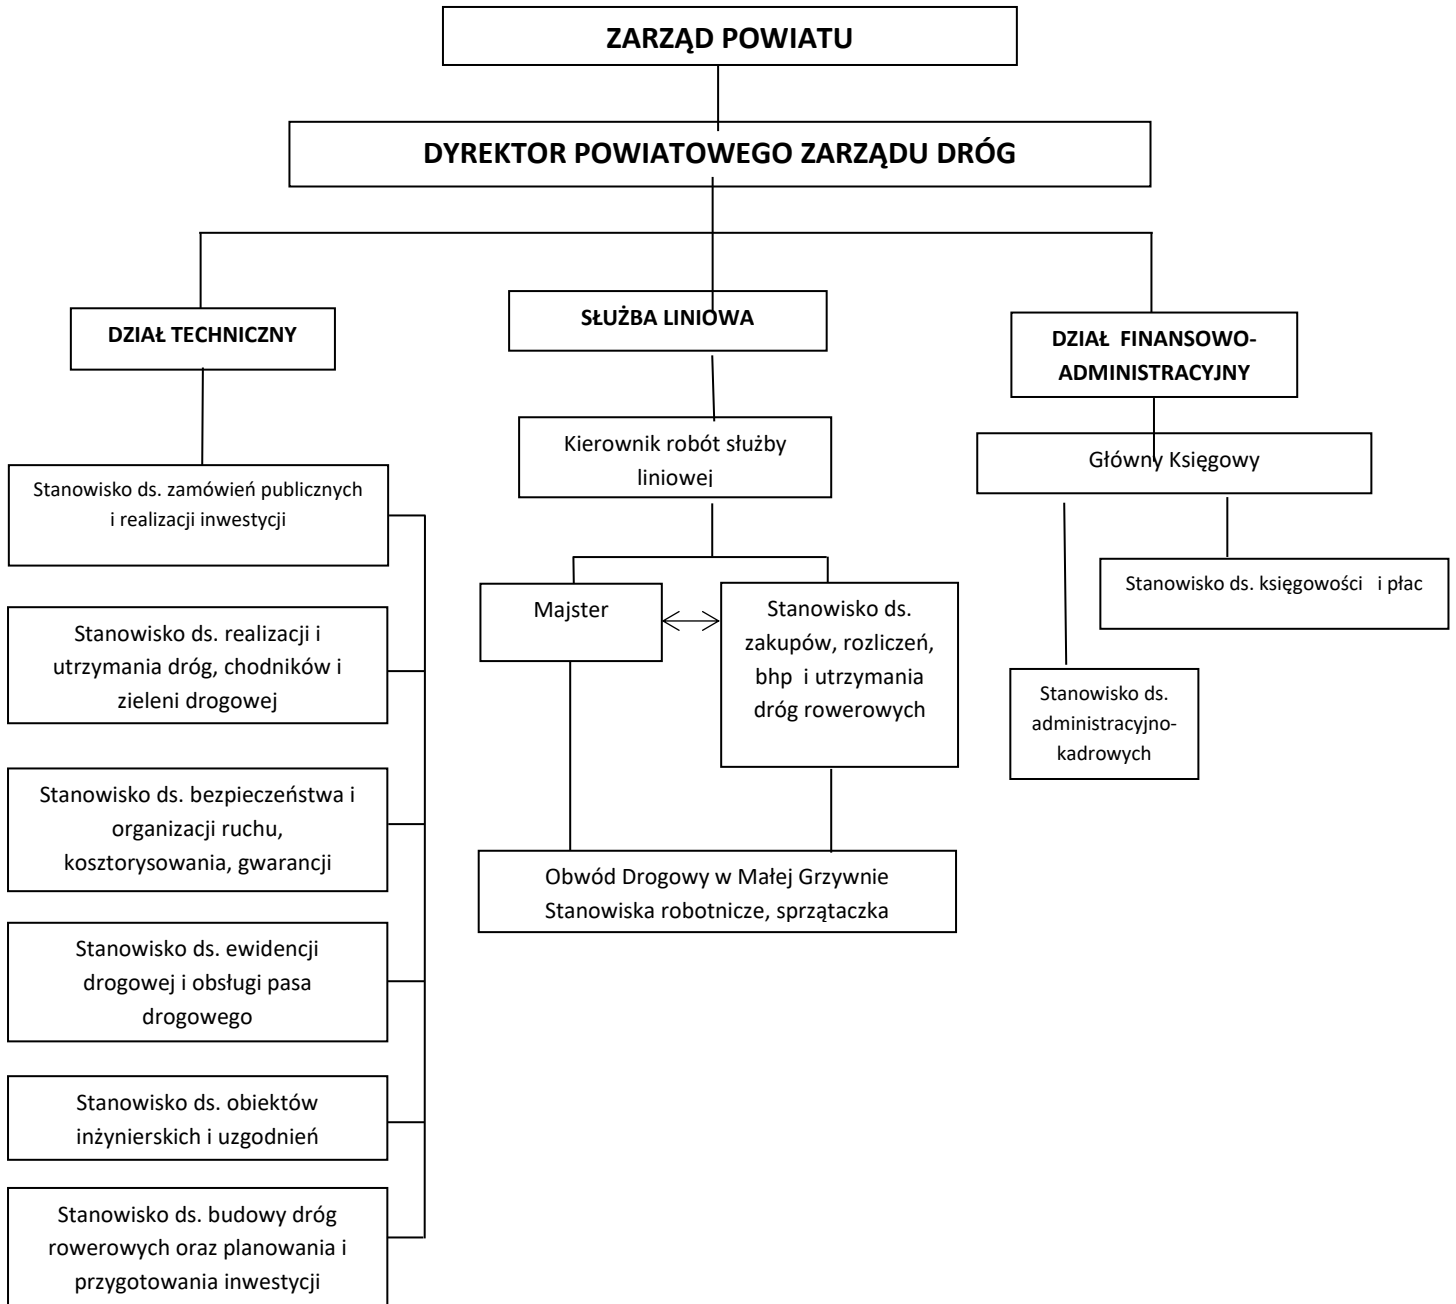 ZARZĄD POWIATU
DYREKTOR POWIATOWEGO ZARZĄDU DRÓG
DZIAŁ TECHNICZNY
Stanowisko ds. zamówień publicznych
i realizacji inwestycji
Stanowisko ds. realizacji i
utrzymania dróg, chodników i
zieleni drogowej
Stanowisko ds. bezpieczeństwa i
organizacji ruchu,
kosztorysowania, gwarancji
Stanowisko ds. ewidencji
drogowej i obsługi pasa
drogowego
Stanowisko ds. obiektów
inżynierskich i uzgodnień
Stanowisko ds. budowy dróg
rowerowych oraz planowania i
przygotowania inwestycji
SŁUŻBA LINIOWA
Kierownik robót służby
liniowej
Majster
Stanowisko ds.
zakupów, rozliczeń,
bhp i utrzymania
dróg rowerowych
Obwód Drogowy w Małej Grzywnie
Stanowiska robotnicze, sprzątaczka
DZIAŁ FINANSOWO-
ADMINISTRACYJNY
Główny Księgowy
Stanowisko ds. księgowości i płac
Stanowisko ds.
administracyjno-
kadrowych